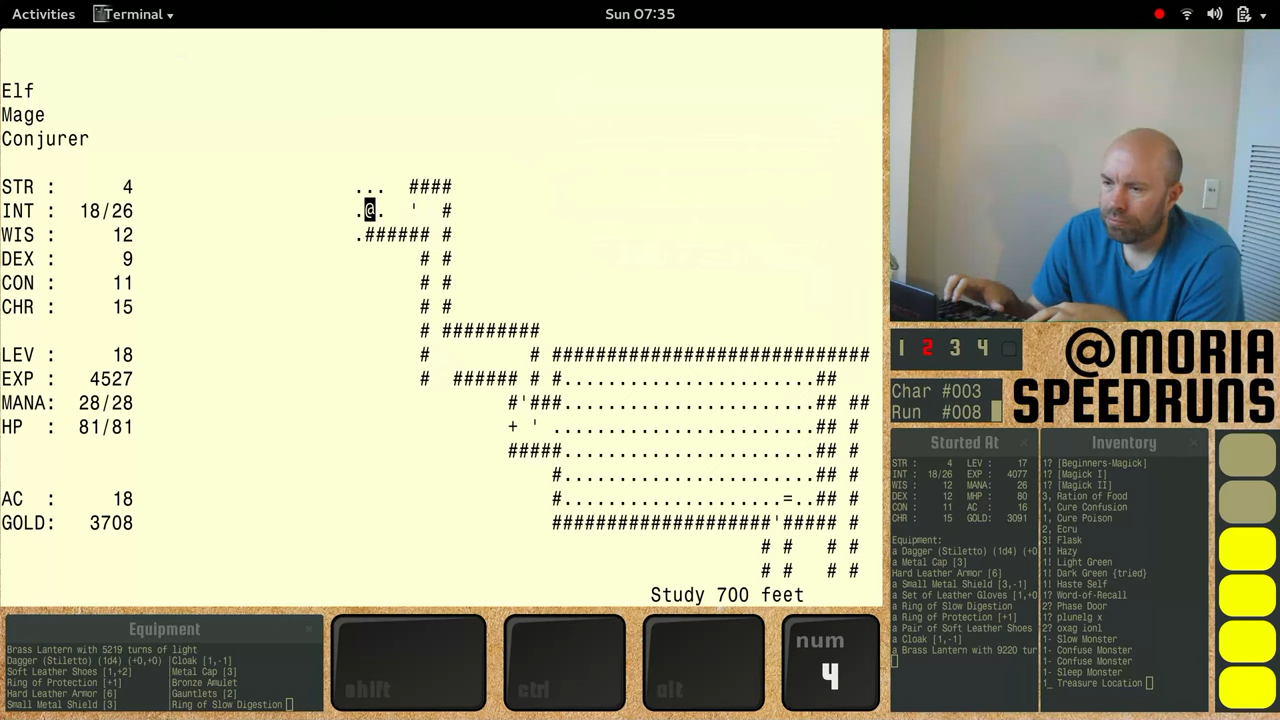 Activities Terminal Sun 07:35
Elf
Mage
Conjurer
STR : 4
INT : 18/26
WIS : 12
DEX : 9
CON : 11
CHR : 15
LEV : 18
EXP : 4527
MANA: 28/28
HP : 81/81
AC : 18
GOLD: 3708
... ####
.@. ' #
.###### #
# #
# #
# #
# #########
# # ##########################
# ###### # #.......................##
#'###.......................## ##
+ ' .......................## #
#####.......................## #
#.......................## #
#....................=..## #
####################'##### #
# # # #
# # # #
Study 700 feet
1 2 3 4
Char #003
Run #008
@MORIA
SPEEDRUNS
Started At
STR : 4 LEV : 17
INT : 18/26 EXP : 4077
WIS : 12 MANA: 26
DEX : 12 MHP : 80
CON : 11 AC : 16
CHR : 15 GOLD: 3091
Equipment:
a Dagger (Stiletto) (1d4) (+0
a Metal Cap [3]
Hard Leather Armor [6]
a Small Metal Shield [3,-1]
a Set of Leather Gloves [1,+0
a Ring of Slow Digestion
a Ring of Protection [+1]
a Pair of Soft Leather Shoes
a Cloak [1,-1]
a Brass Lantern with 9220 tur
Inventory
1? [Beginners-Magick]
1? [Magick I]
1? [Magick II]
3, Ration of Food
1, Cure Confusion
1, Cure Poison
2, Ecru
3! Flask
1! Hazy
1! Light Green
1! Dark Green {tried}
1! Haste Self
1? Word-of-Recall
2? Phase Door
1? plunelg x
2? oxag ionl
1- Slow Monster
1- Confuse Monster
1- Confuse Monster
1- Sleep Monster
1_ Treasure Location
Equipment
Brass Lantern with 5219 turns of light
Dagger (Stiletto) (1d4) (+0,+0) Cloak [1,-1]
Soft Leather Shoes [1,+2] Metal Cap [3]
Ring of Protection [+1] Bronze Amulet
Hard Leather Armor [6] Gauntlets [2]
Small Metal Shield [3] Ring of Slow Digestion
shift
ctrl
alt
num
4